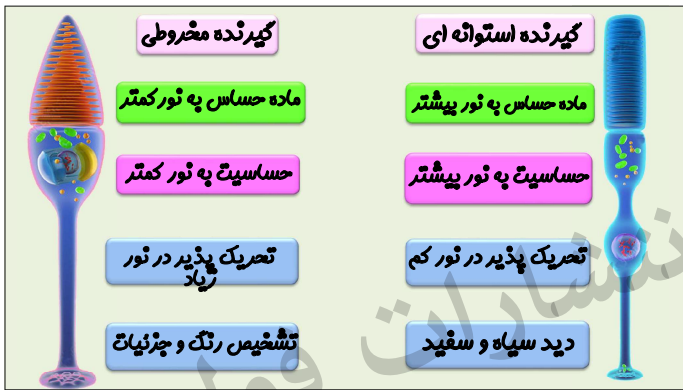 گیرنده استوانه ای
ماده حساس به نور بیشتر
حساسیت به نور بیشتر
تحریک پذیر در نور کم
دید سیاه و سفید
گیرنده مخروطی
ماده حساس به نور کمتر
حساسیت به نور کمتر
تحریک پذیر در نور
زیاد
تشخیص رنگ و جزئیات